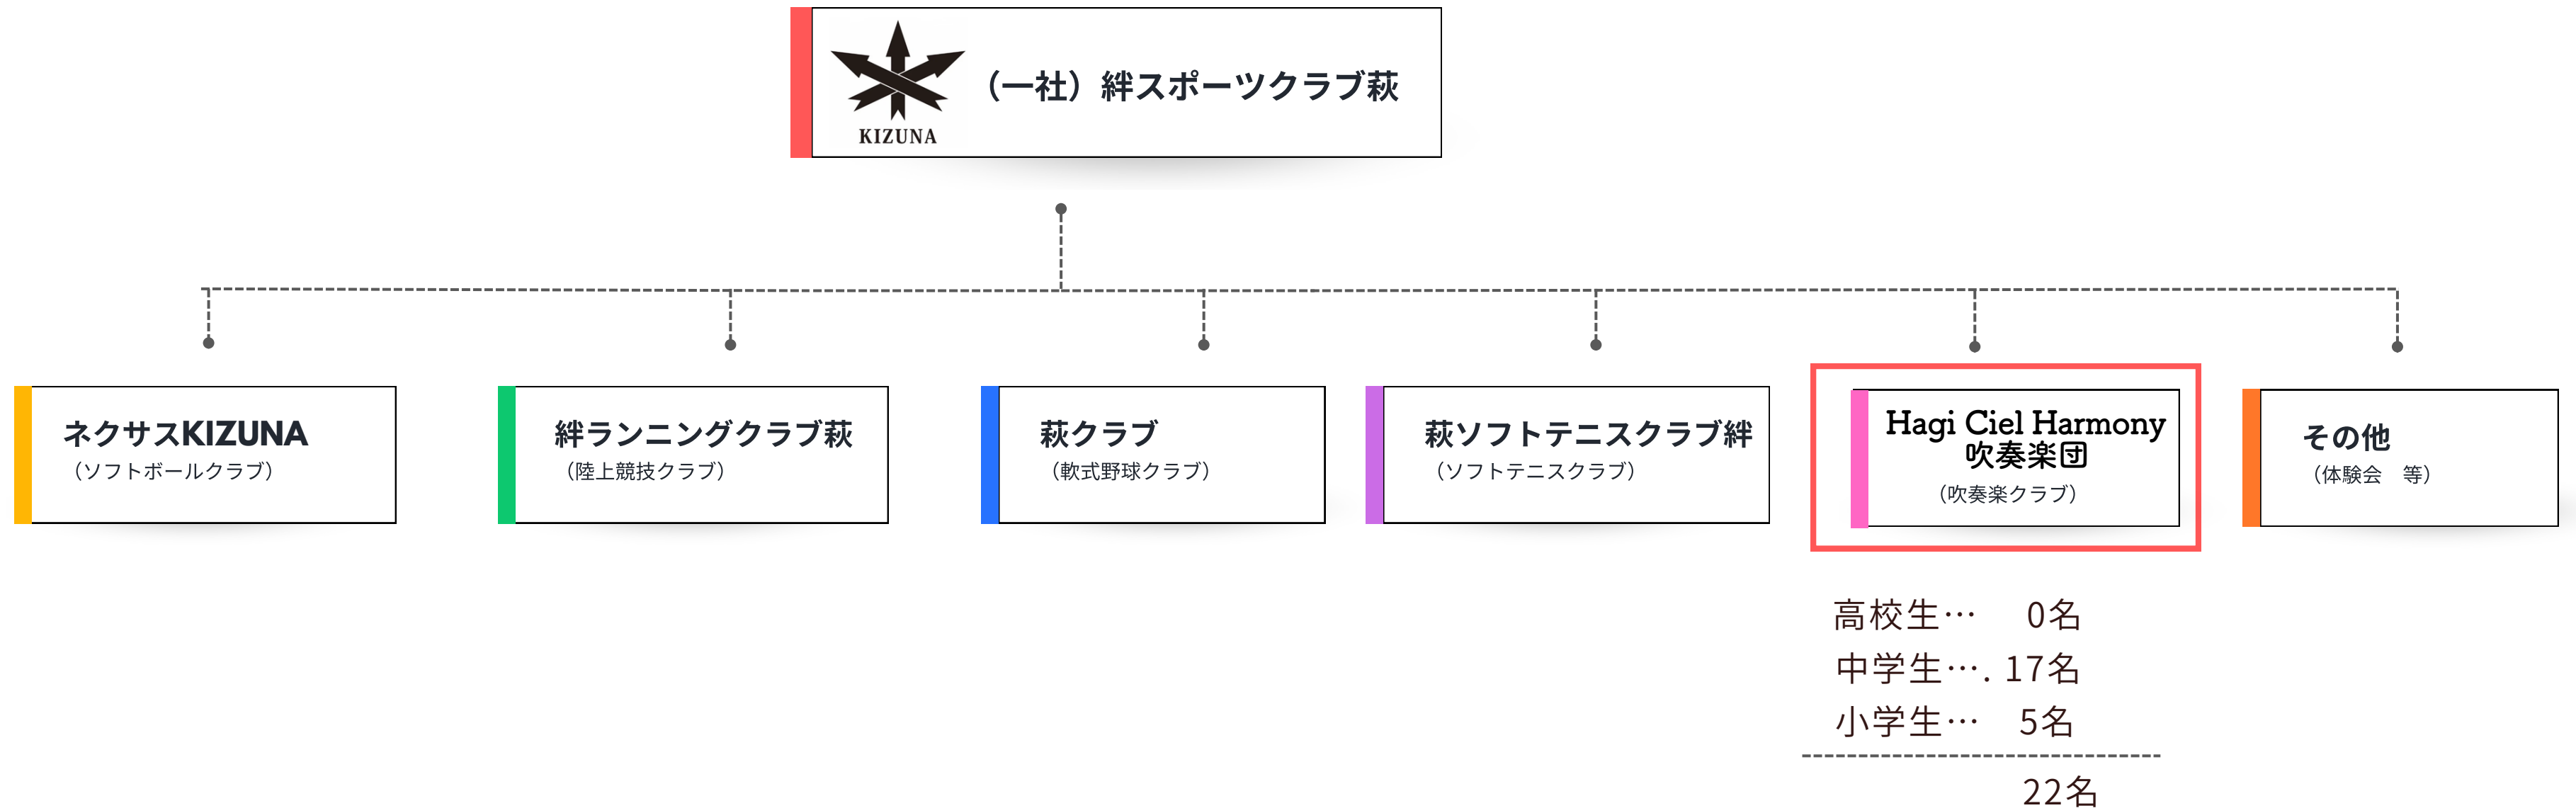 KIZUNA
（一社）絆スポーツクラブ萩
ネクサスKIZUNA
（ソフトボールクラブ）
絆ランニングクラブ萩
（陸上競技クラブ）
萩クラブ
（軟式野球クラブ）
萩ソフトテニスクラブ絆
（ソフトテニスクラブ）
Hagi Ciel Harmony
吹奏楽団
（吹奏楽クラブ）
その他
（体験会　等）
高校生…　0名
中学生…. 17名
小学生…　5名
22名